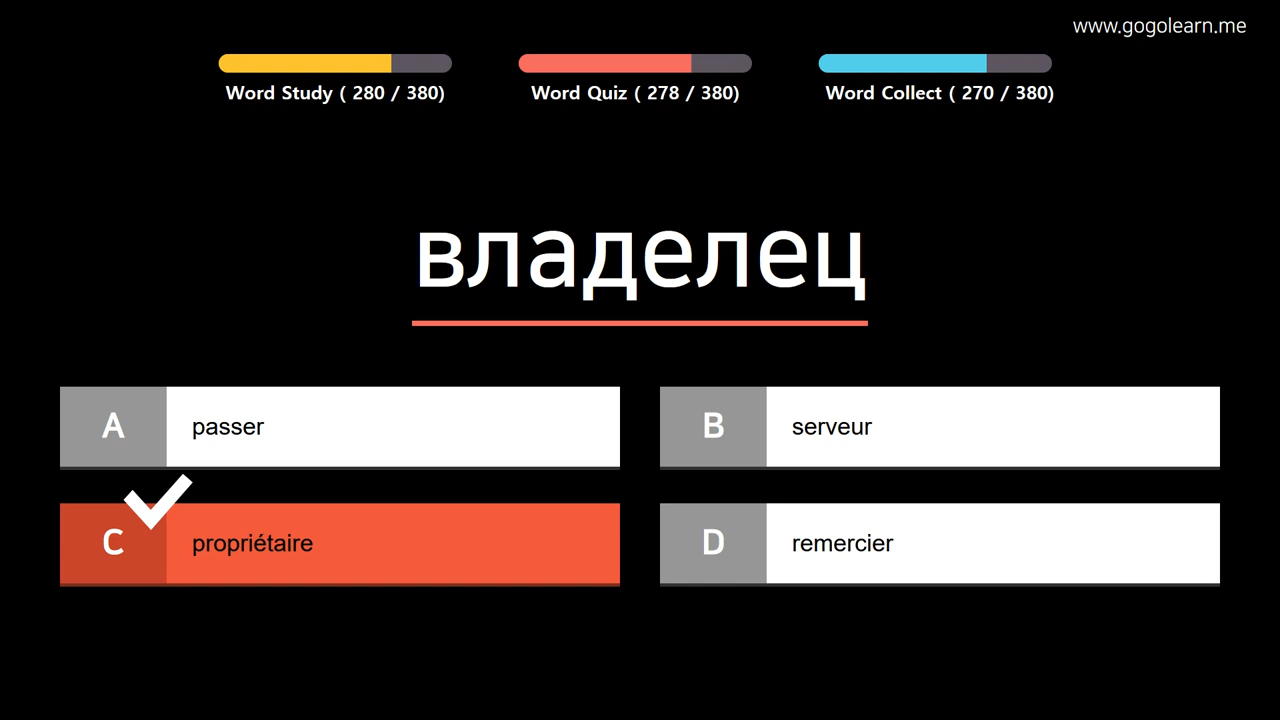 www.gogolearn.me
Word Study ( 280 / 380)
Word Quiz ( 278 / 380)
Word Collect ( 270 / 380)
владелец
A passer
B serveur
C propriétaire
D remercier